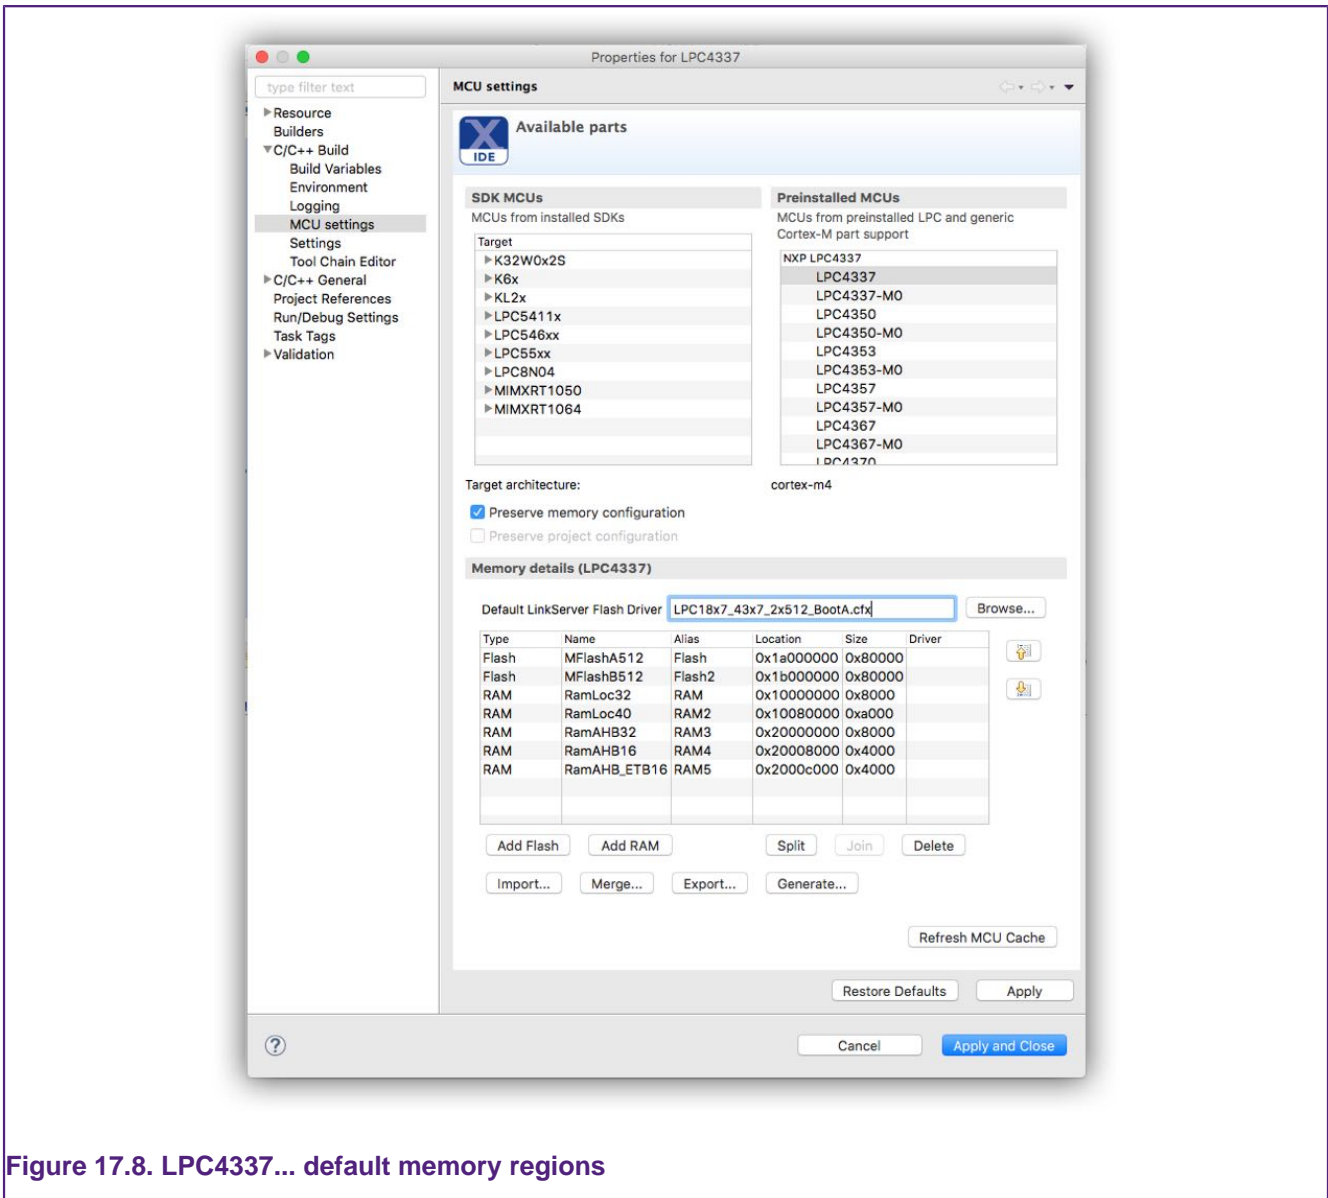 Properties for LPC4337
type filter text
MCU settings
Resource
Builders
C/C++ Build
Build Variables
Environment
Logging
MCU settings
Settings
Tool Chain Editor
C/C++ General
Project References
Run/Debug Settings
Task Tags
Validation
X
IDE
Available parts
SDK MCUs
MCUs from installed SDKs
Target
K32W0x2S
K6x
KL2x
LPC5411x
LPC546xx
LPC55xx
LPC8N04
MIMXRT1050
MIMXRT1064
Preinstalled MCUs
MCUs from preinstalled LPC and generic
Cortex-M part support
NXP LPC4337
LPC4337
LPC4337-M0
LPC4350
LPC4350-M0
LPC4353
LPC4353-M0
LPC4357
LPC4357-M0
LPC4367
LPC4367-M0
LPC4370
Target architecture: cortex-m4
Preserve memory configuration
Preserve project configuration
Memory details (LPC4337)
Default LinkServer Flash Driver LPC18x7_43x7_2x512_BootA.cfx Browse...
Type Name Alias Location Size Driver
Flash MFlashA512 Flash 0x1a000000 0x80000
Flash MFlashB512 Flash2 0x1b000000 0x80000
RAM RamLoc32 RAM 0x10000000 0x8000
RAM RamLoc40 RAM2 0x10080000 0xa000
RAM RamAHB32 RAM3 0x20000000 0x8000
RAM RamAHB16 RAM4 0x20008000 0x4000
RAM RamAHB_ETB16 RAM5 0x2000c000 0x4000
Add Flash Add RAM Split Join Delete
Import... Merge... Export... Generate...
Refresh MCU Cache
Restore Defaults Apply
? Cancel Apply and Close
Figure 17.8. LPC4337... default memory regions